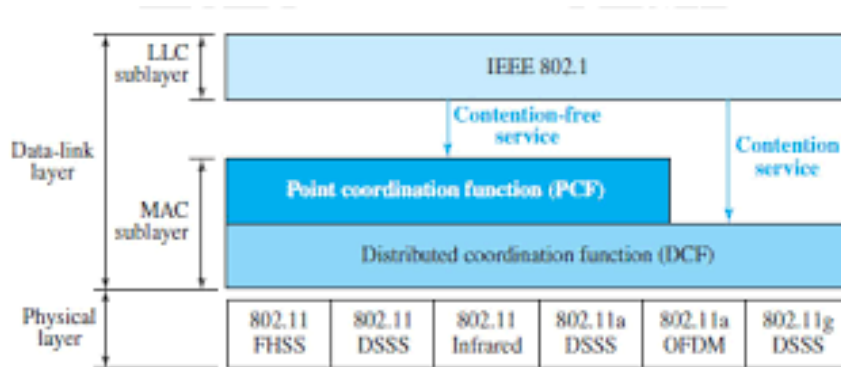 LLC
sublayer
IEEE 802.1
Contention-free
service
Contention
service
Data-link
layer
MAC
sublayer
Point coordination function (PCF)
Distributed coordination function (DCF)
Physical
layer
802.11
FHSS
802.11
DSSS
802.11
Infrared
802.11a
DSSS
802.11a
OFDM
802.11g
DSSS